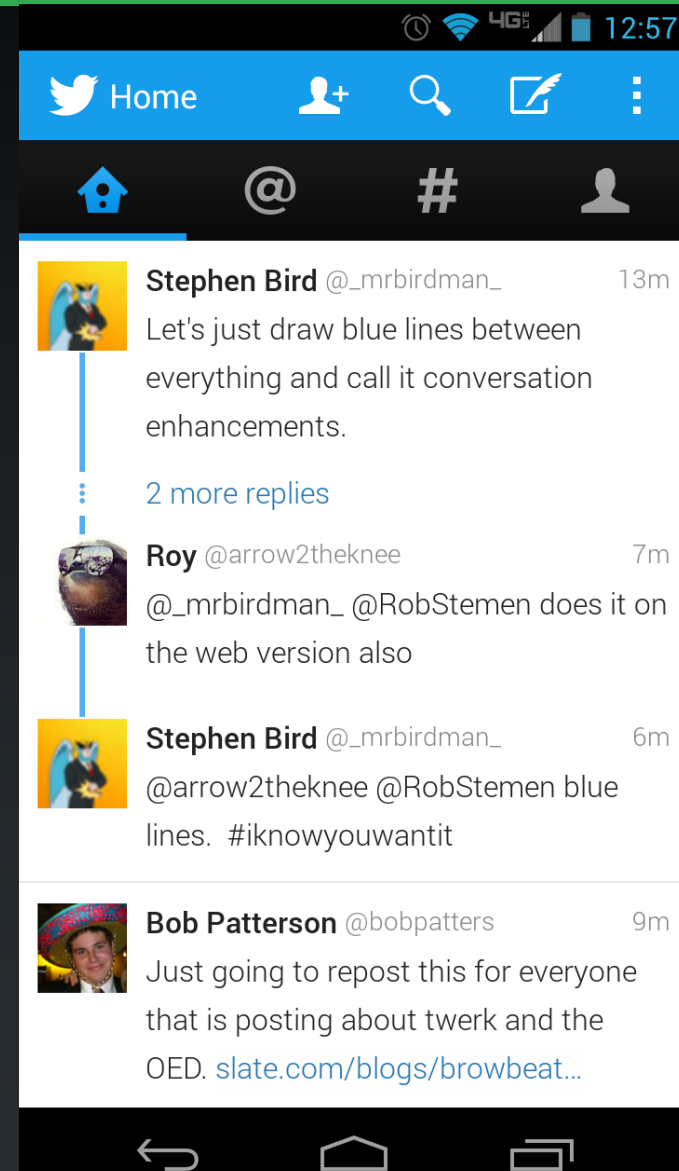 4G LTE 12:57
Home
@ #
Stephen Bird @_mrbirdman_ 13m
Let's just draw blue lines between
everything and call it conversation
enhancements.
2 more replies
Roy @arrow2theknee 7m
@_mrbirdman_ @RobStemen does it on
the web version also
Stephen Bird @_mrbirdman_ 6m
@arrow2theknee @RobStemen blue
lines.  #iknowyouwantit
Bob Patterson @bobpatters 9m
Just going to repost this for everyone
that is posting about twerk and the
OED. slate.com/blogs/browbeat…